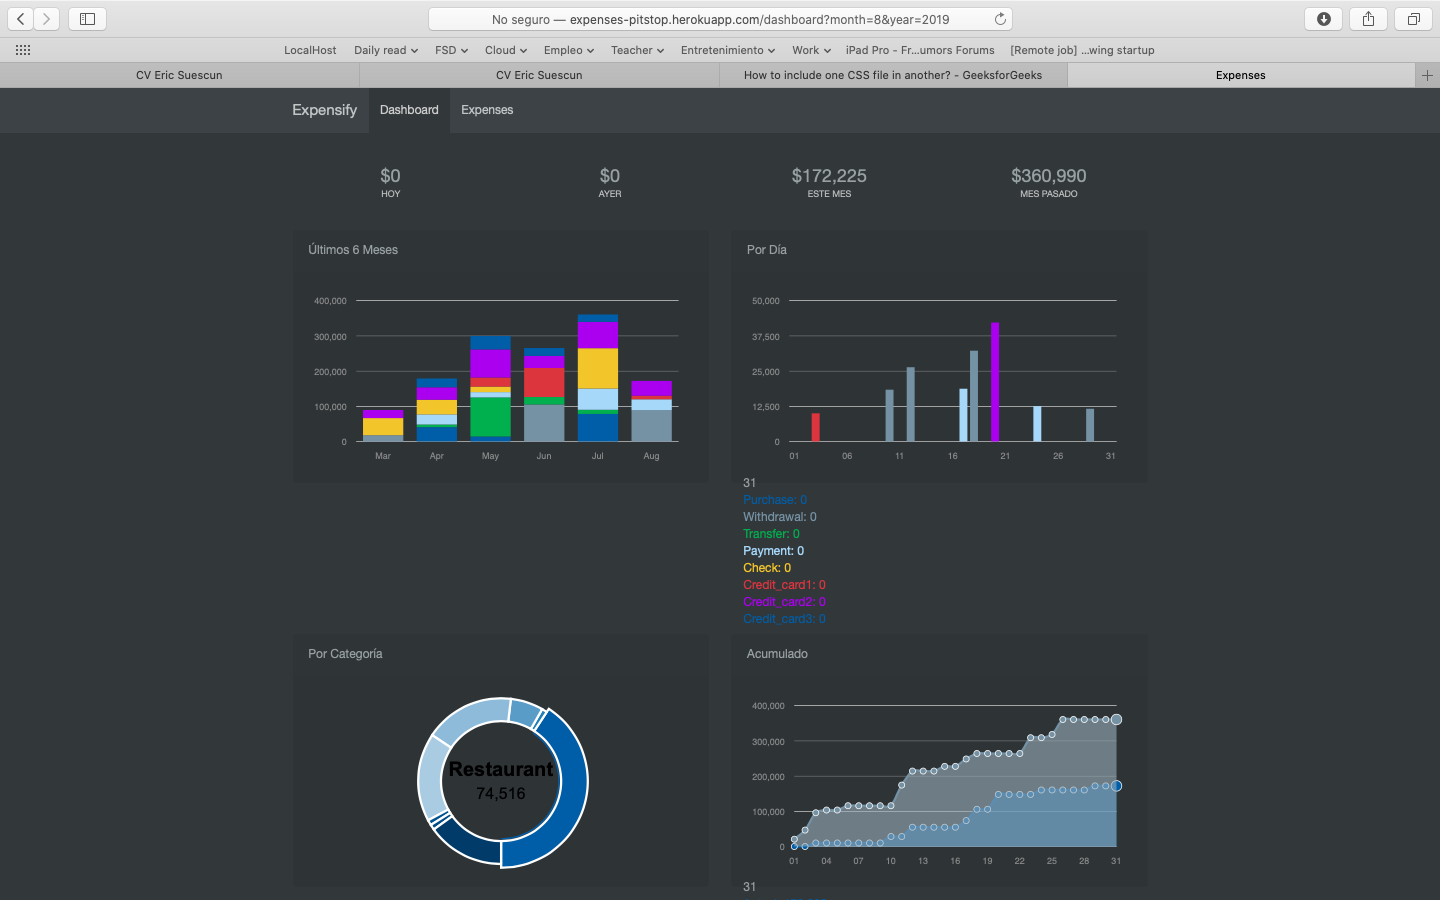 No seguro — expenses-pitstop.herokuapp.com/dashboard?month=8&year=2019
LocalHost Daily read FSD Cloud Empleo Teacher Entretenimiento Work iPad Pro - Fr...umors Forums [Remote job] ...wing startup
CV Eric Suescun CV Eric Suescun How to include one CSS file in another? - GeeksforGeeks Expenses
Expensify Dashboard Expenses
$0 $0 $172,225 $360,990
HOY AYER ESTE MES MES PASADO
Últimos 6 Meses
400,000
300,000
200,000
100,000
0
Mar Apr May Jun Jul Aug
Por Día
50,000
37,500
25,000
12,500
0
01 06 11 16 21 26 31
31
Purchase: 0
Withdrawal: 0
Transfer: 0
Payment: 0
Check: 0
Credit_card1: 0
Credit_card2: 0
Credit_card3: 0
Por Categoría
Restaurant
74,516
Acumulado
400,000
300,000
200,000
100,000
0
01 04 07 10 13 16 19 22 25 28 31
31